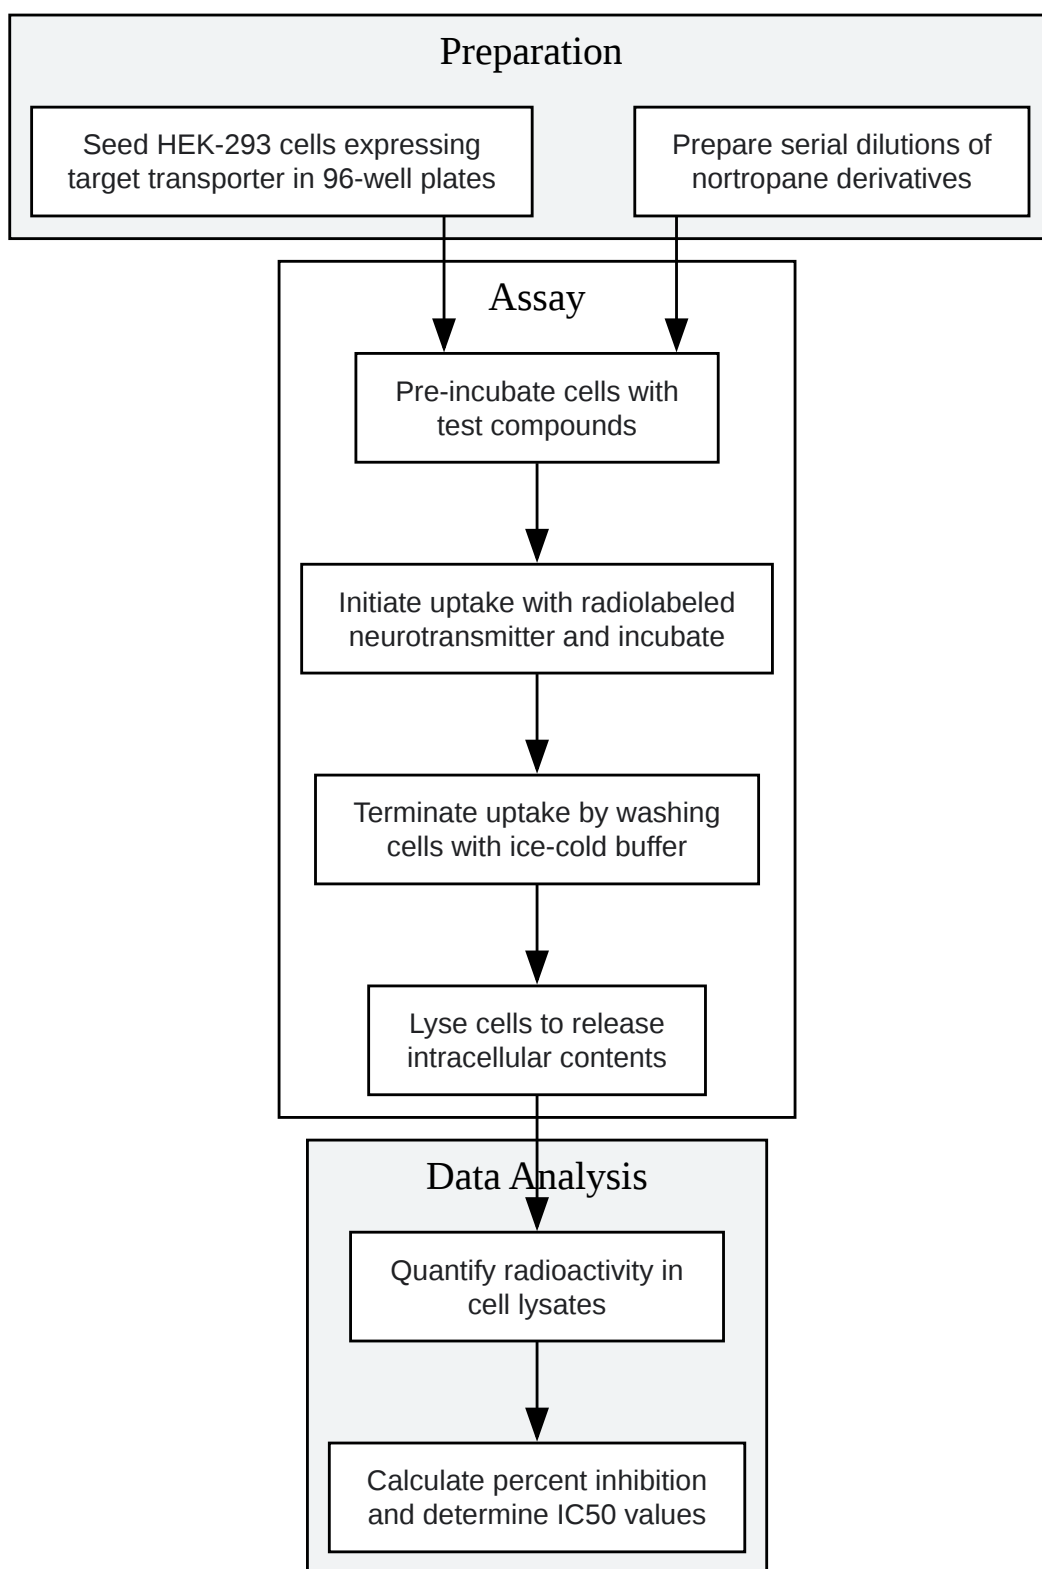 Preparation
Seed HEK-293 cells expressing
target transporter in 96-well plates
Prepare serial dilutions of
nortropane derivatives
Assay
Pre-incubate cells with
test compounds
Initiate uptake with radiolabeled
neurotransmitter and incubate
Terminate uptake by washing
cells with ice-cold buffer
Lyse cells to release
intracellular contents
Data Analysis
Quantify radioactivity in
cell lysates
Calculate percent inhibition
and determine IC50 values